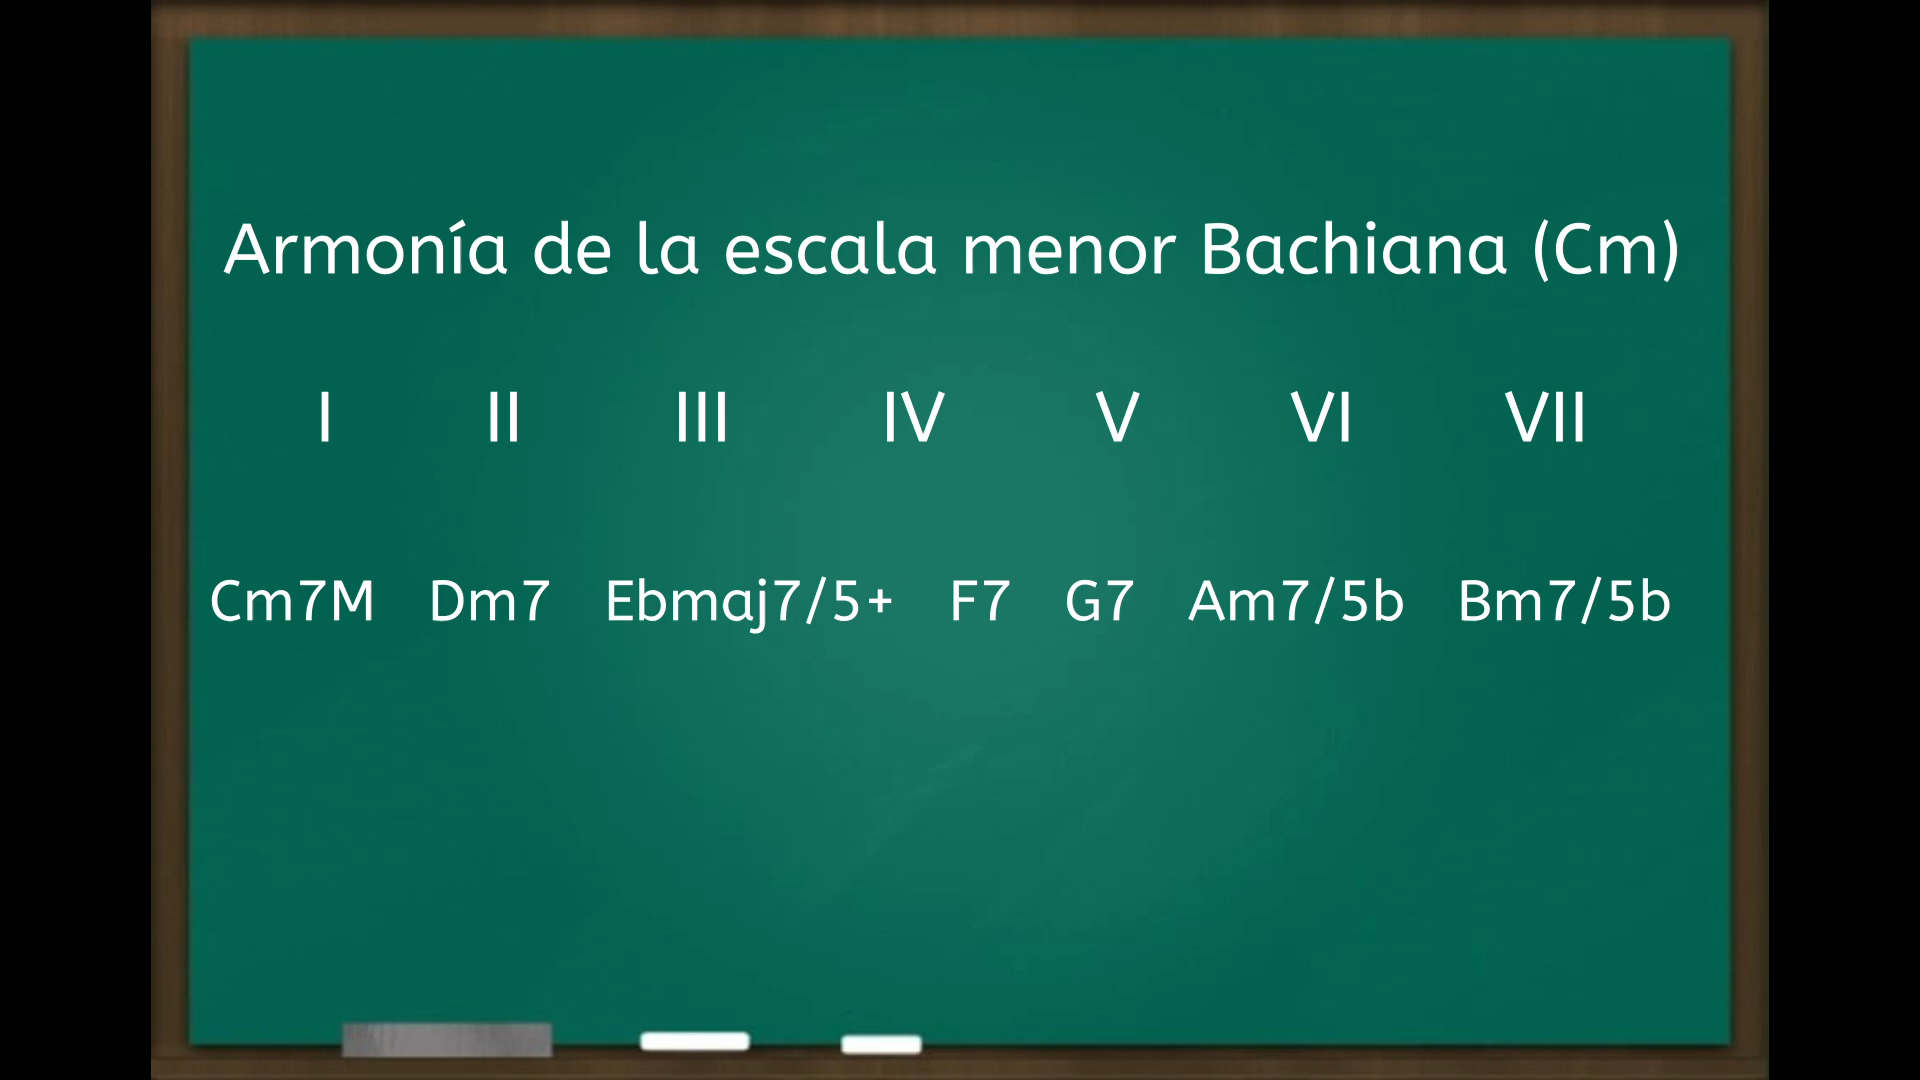 Armonía de la escala menor Bachiana (Cm)
I II III IV V VI VII
Cm7M Dm7 Ebmaj7/5+ F7 G7 Am7/5b Bm7/5b